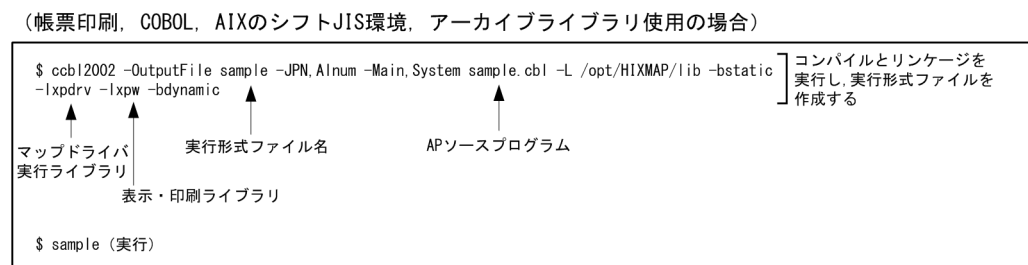 （帳票印刷，COBOL，AIXのシフトJIS環境，アーカイブライブラリ使用の場合）
$ ccbl2002 -OutputFile sample -JPN,Alnum -Main,System sample.cbl -L /opt/HIXMAP/lib -bstatic
-lxpdrv -lxpw -bdynamic
コンパイルとリンケージを
実行し,実行形式ファイルを
作成する
マップドライバ
実行ライブラリ
実行形式ファイル名
APソースプログラム
表示・印刷ライブラリ
$ sample（実行）